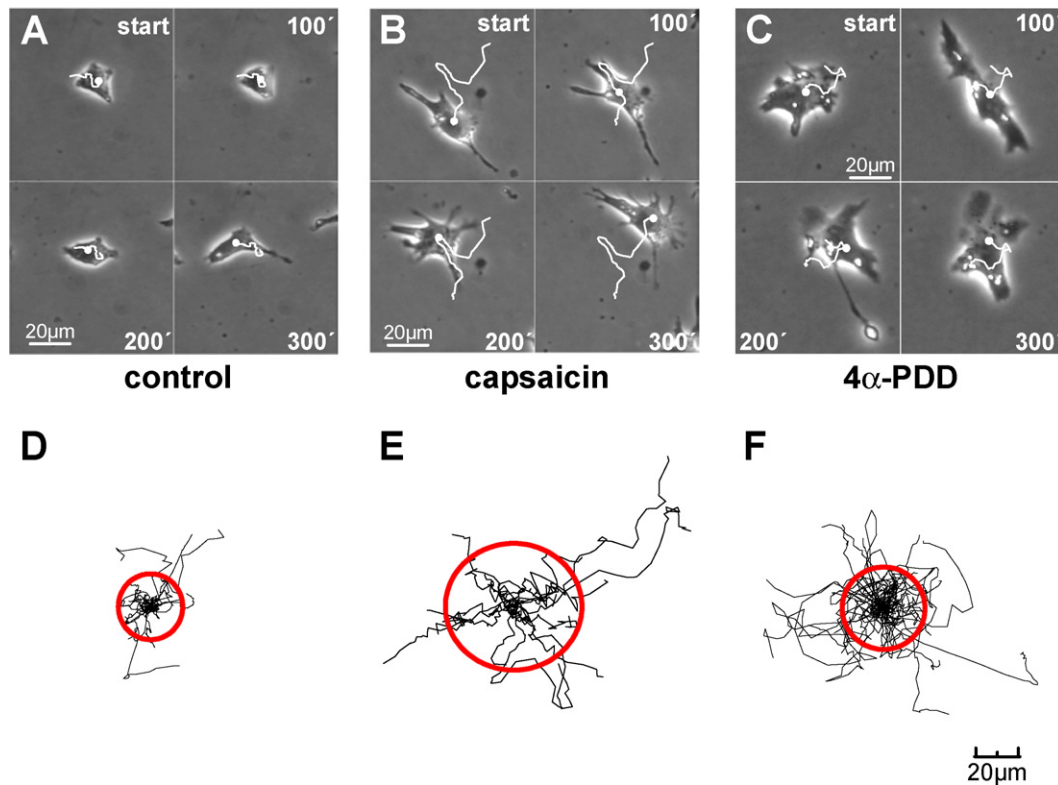 A
start
100´
20µm
200´
300´
control
B
start
100´
20µm
200´
300´
capsaicin
C
start
100´
20µm
200´
300´
4α-PDD
D
E
F
20µm